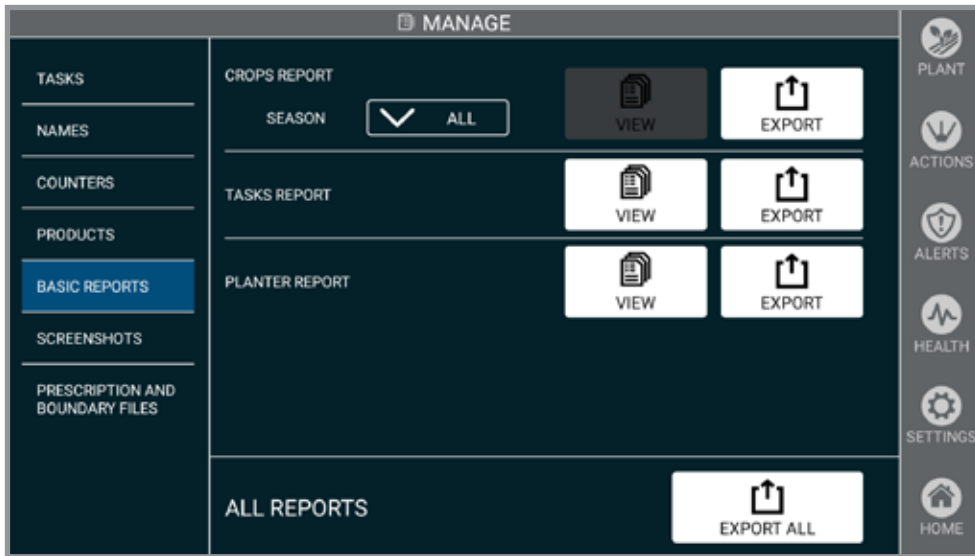 MANAGE
TASKS
NAMES
COUNTERS
PRODUCTS
BASIC REPORTS
SCREENSHOTS
PRESCRIPTION AND
BOUNDARY FILES
CROPS REPORT
SEASON ALL
VIEW EXPORT
TASKS REPORT
VIEW EXPORT
PLANTER REPORT
VIEW EXPORT
ALL REPORTS
EXPORT ALL
PLANT
ACTIONS
ALERTS
HEALTH
SETTINGS
HOME